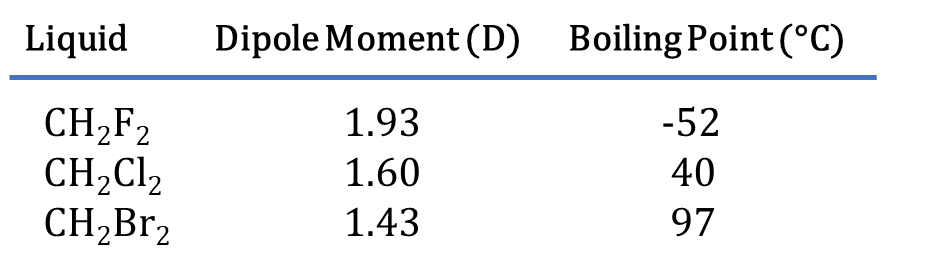 Liquid Dipole Moment (D) Boiling Point (°C)
CH₂F₂ 1.93 -52
CH₂Cl₂ 1.60 40
CH₂Br₂ 1.43 97